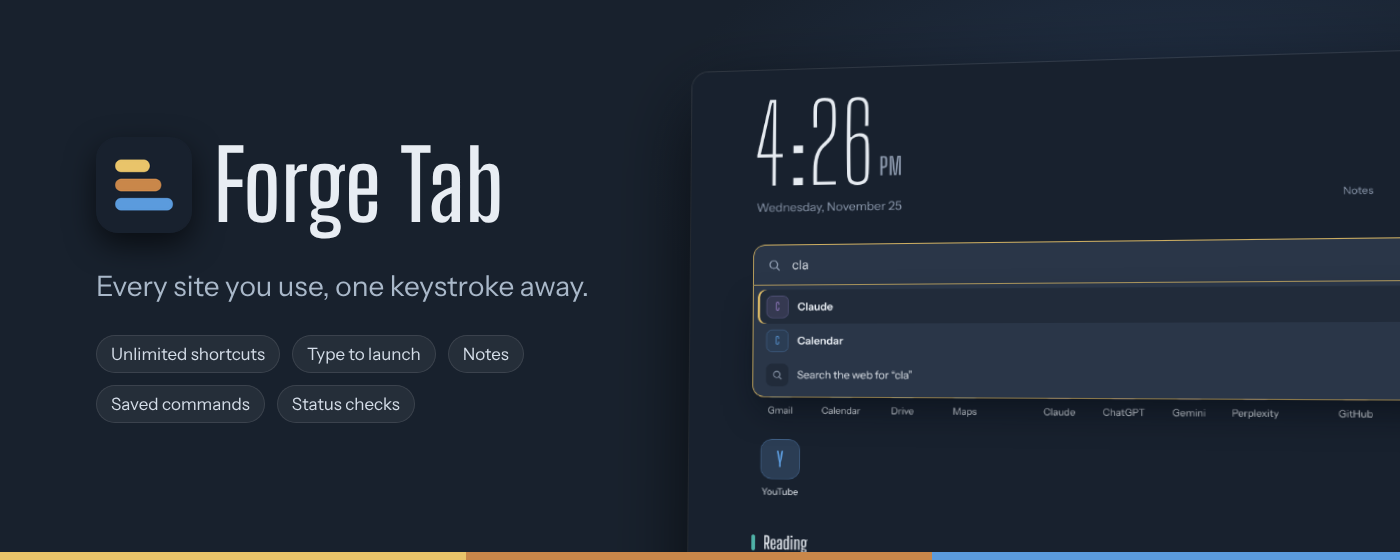 Forge Tab
Every site you use, one keystroke away.
Unlimited shortcuts
Type to launch
Notes
Saved commands
Status checks
4:26 PM
Wednesday, November 25
Notes
cla
C Claude
C Calendar
Search the web for “cla”
Gmail Calendar Drive Maps Claude ChatGPT Gemini Perplexity GitHub
Y
YouTube
Reading